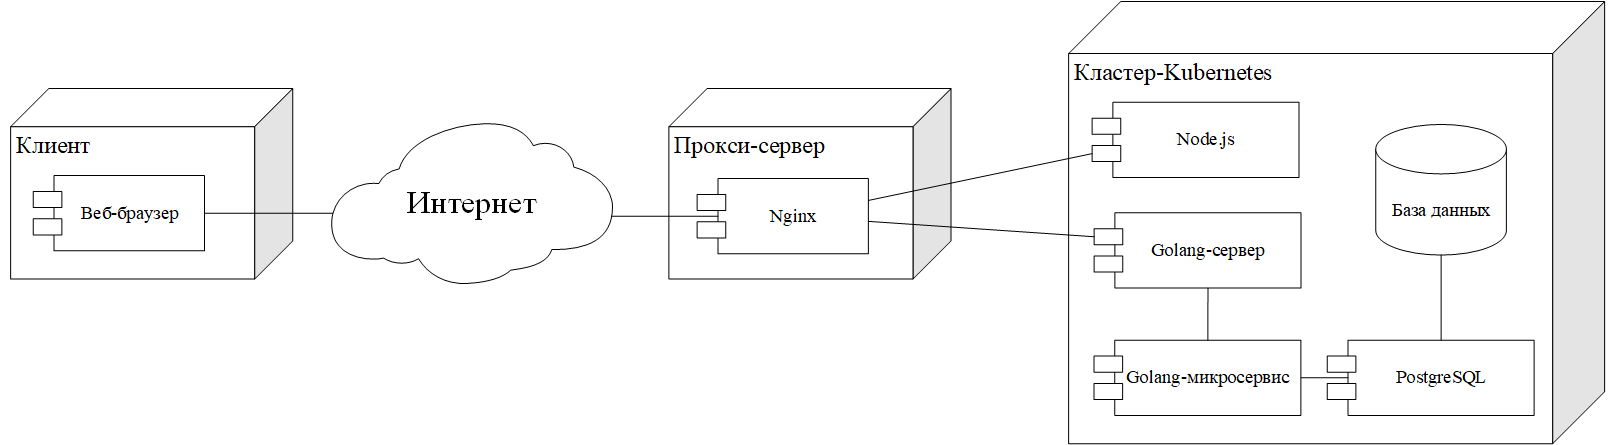 Клиент
Веб-браузер
Интернет
Прокси-сервер
Nginx
Кластер-Kubernetes
Node.js
База данных
Golang-сервер
Golang-микросервис
PostgreSQL